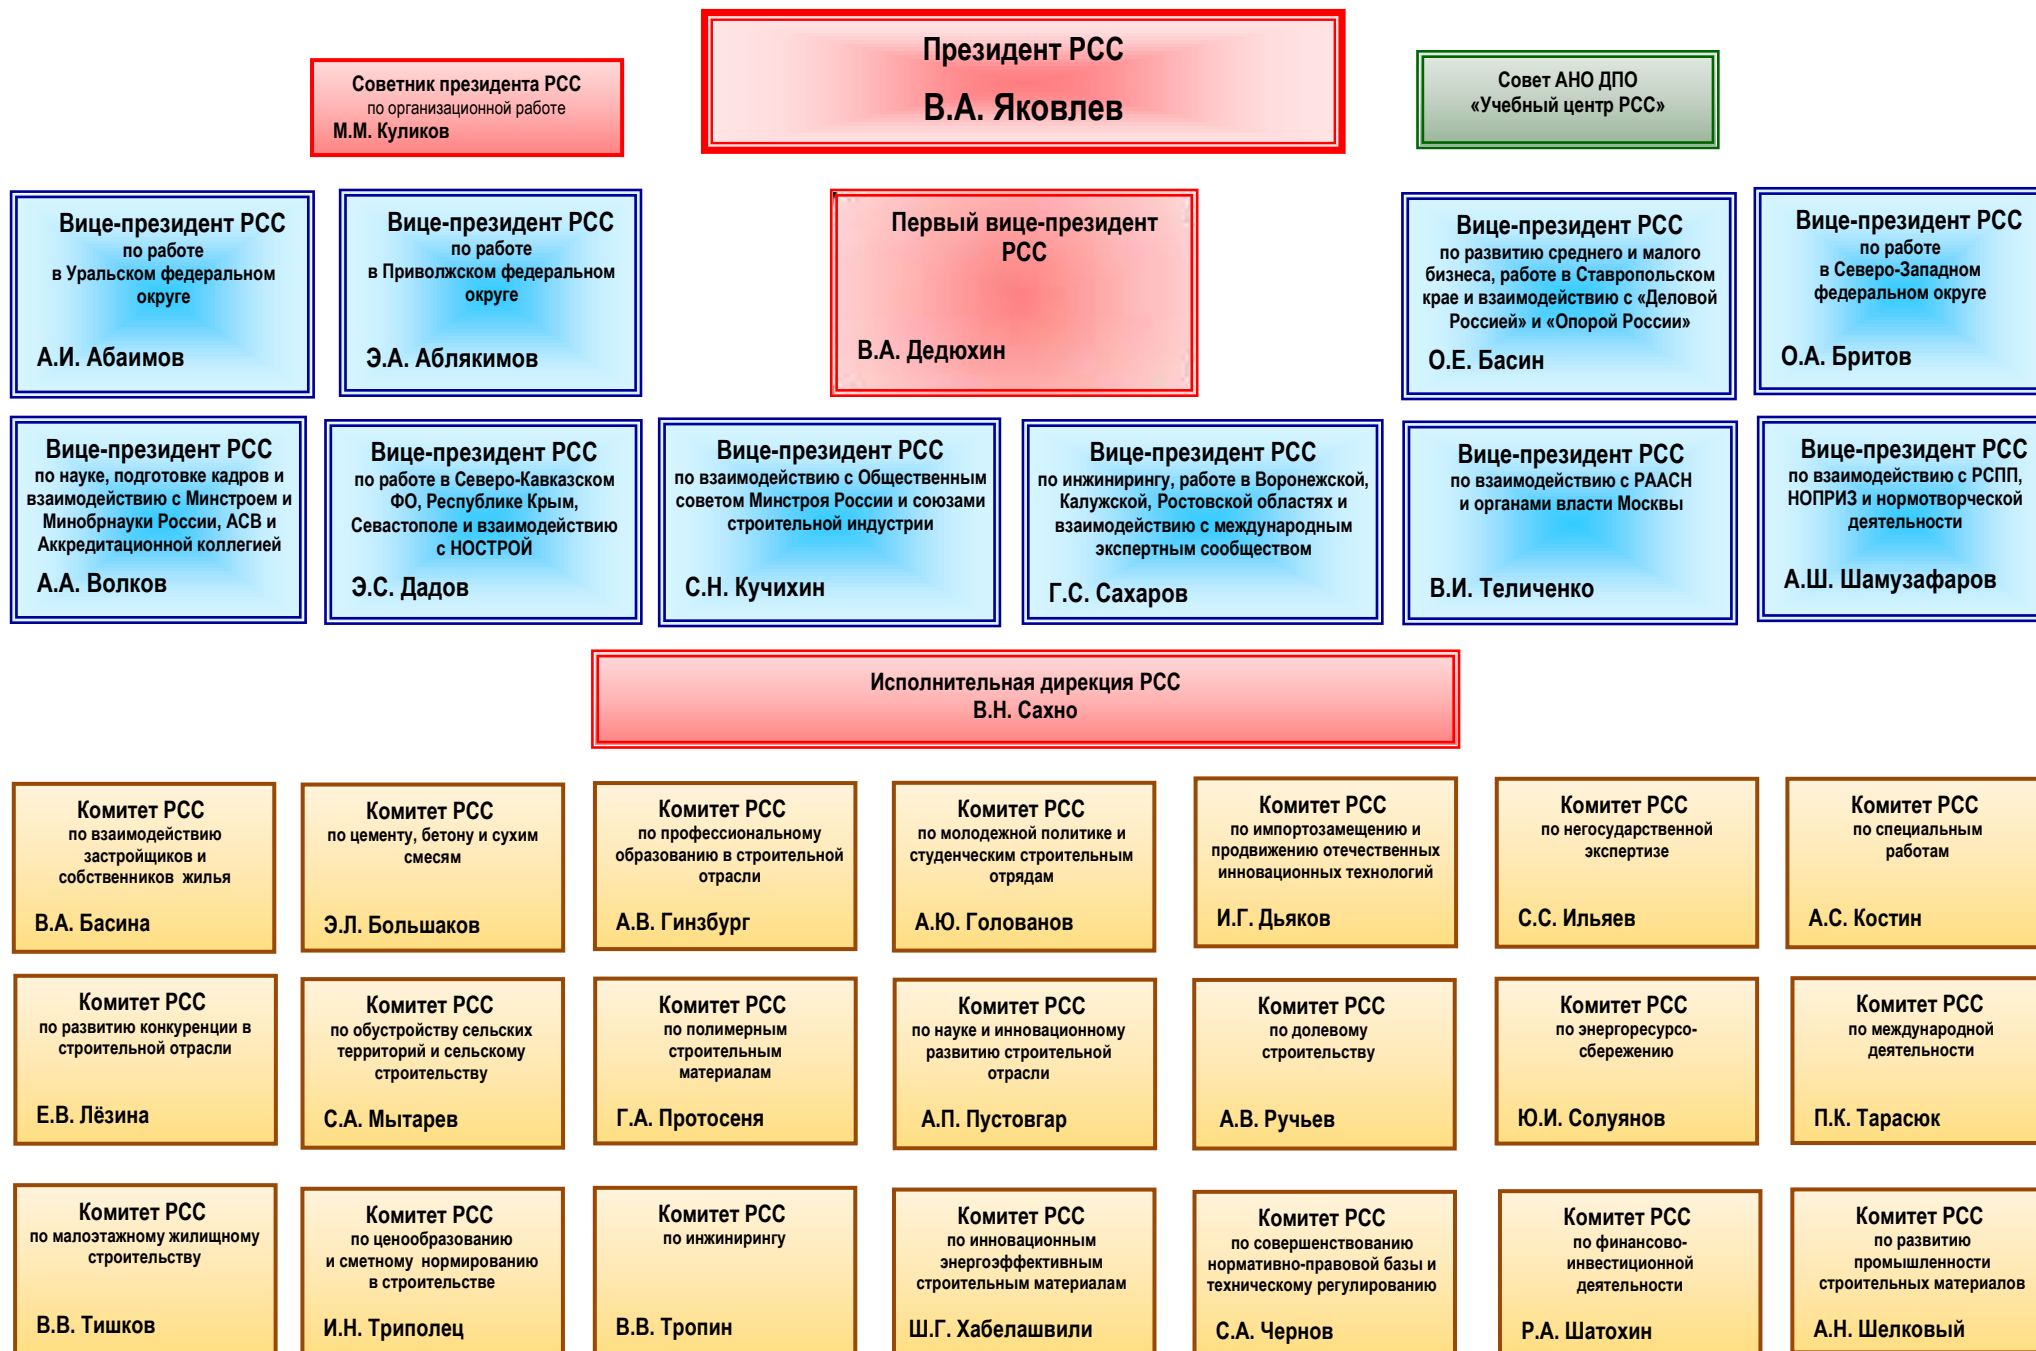 Президент РСС
В.А. Яковлев
Советник президента РСС
по организационной работе
М.М. Куликов
Совет АНО ДПО
«Учебный центр РСС»
Вице-президент РСС
по работе
в Уральском федеральном
округе
А.И. Абаимов
Вице-президент РСС
по работе
в Приволжском федеральном
округе
Э.А. Аблякимов
Первый вице-президент
РСС
В.А. Дедюхин
Вице-президент РСС
по развитию среднего и малого
бизнеса, работе в Ставропольском
крае и взаимодействию с «Деловой
Россией» и «Опорой России»
О.Е. Басин
Вице-президент РСС
по работе
в Северо-Западном
федеральном округе
О.А. Бритов
Вице-президент РСС
по науке, подготовке кадров и
взаимодействию с Минстроем и
Минобрнауки России, АСВ и
Аккредитационной коллегией
А.А. Волков
Вице-президент РСС
по работе в Северо-Кавказском
ФО, Республике Крым,
Севастополе и взаимодействию
с НОСТРОЙ
Э.С. Дадов
Вице-президент РСС
по взаимодействию с Общественным
советом Минстроя России и союзами
строительной индустрии
С.Н. Кучихин
Вице-президент РСС
по инжинирингу, работе в Воронежской,
Калужской, Ростовской областях и
взаимодействию с международным
экспертным сообществом
Г.С. Сахаров
Вице-президент РСС
по взаимодействию с РААСН
и органами власти Москвы
В.И. Теличенко
Вице-президент РСС
по взаимодействию с РСПП,
НОПРИЗ и нормотворческой
деятельности
А.Ш. Шамузафаров
Исполнительная дирекция РСС
В.Н. Сахно
Комитет РСС
по взаимодействию
застройщиков и
собственников  жилья
В.А. Басина
Комитет РСС
по цементу, бетону и сухим
смесям
Э.Л. Большаков
Комитет РСС
по профессиональному
образованию в строительной
отрасли
А.В. Гинзбург
Комитет РСС
по молодежной политике и
студенческим строительным
отрядам
А.Ю. Голованов
Комитет РСС
по импортозамещению и
продвижению отечественных
инновационных технологий
И.Г. Дьяков
Комитет РСС
по негосударственной
экспертизе
С.С. Ильяев
Комитет РСС
по специальным
работам
А.С. Костин
Комитет РСС
по развитию конкуренции в
строительной отрасли
Е.В. Лёзина
Комитет РСС
по обустройству сельских
территорий и сельскому
строительству
С.А. Мытарев
Комитет РСС
по полимерным
строительным
материалам
Г.А. Протосеня
Комитет РСС
по науке и инновационному
развитию строительной
отрасли
А.П. Пустовгар
Комитет РСС
по долевому
строительству
А.В. Ручьев
Комитет РСС
по энергоресурсо-
сбережению
Ю.И. Солуянов
Комитет РСС
по международной
деятельности
П.К. Тарасюк
Комитет РСС
по малоэтажному жилищному
строительству
В.В. Тишков
Комитет РСС
по ценообразованию
и сметному  нормированию
в строительстве
И.Н. Триполец
Комитет РСС
по инжинирингу
В.В. Тропин
Комитет РСС
по инновационным
энергоэффективным
строительным материалам
Ш.Г. Хабелашвили
Комитет РСС
по совершенствованию
нормативно-правовой базы и
техническому регулированию
С.А. Чернов
Комитет РСС
по финансово-
инвестиционной
деятельности
Р.А. Шатохин
Комитет РСС
по развитию
промышленности
строительных материалов
А.Н. Шелковый